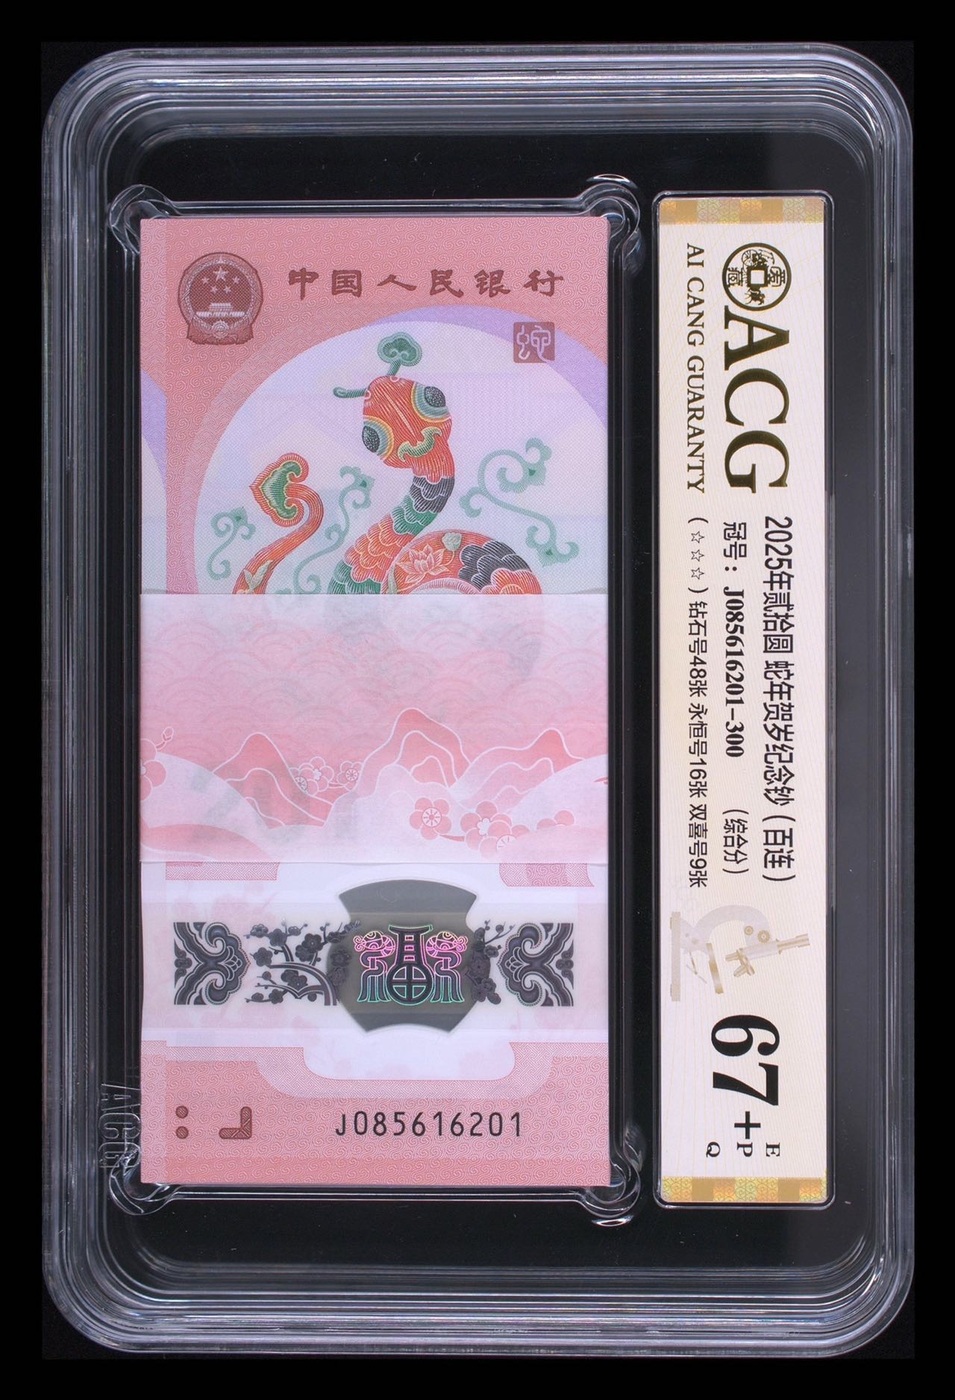 中国人民银行
蛇
J085616201
ACG
AI CANG GUARANTY
2025年贰拾圆 蛇年贺岁纪念钞（百连）
冠号：J085616201-300 （综合分）
（☆☆☆）钻石号48张 永恒号16张 双喜号9张
67+
E
P
Q
ACG